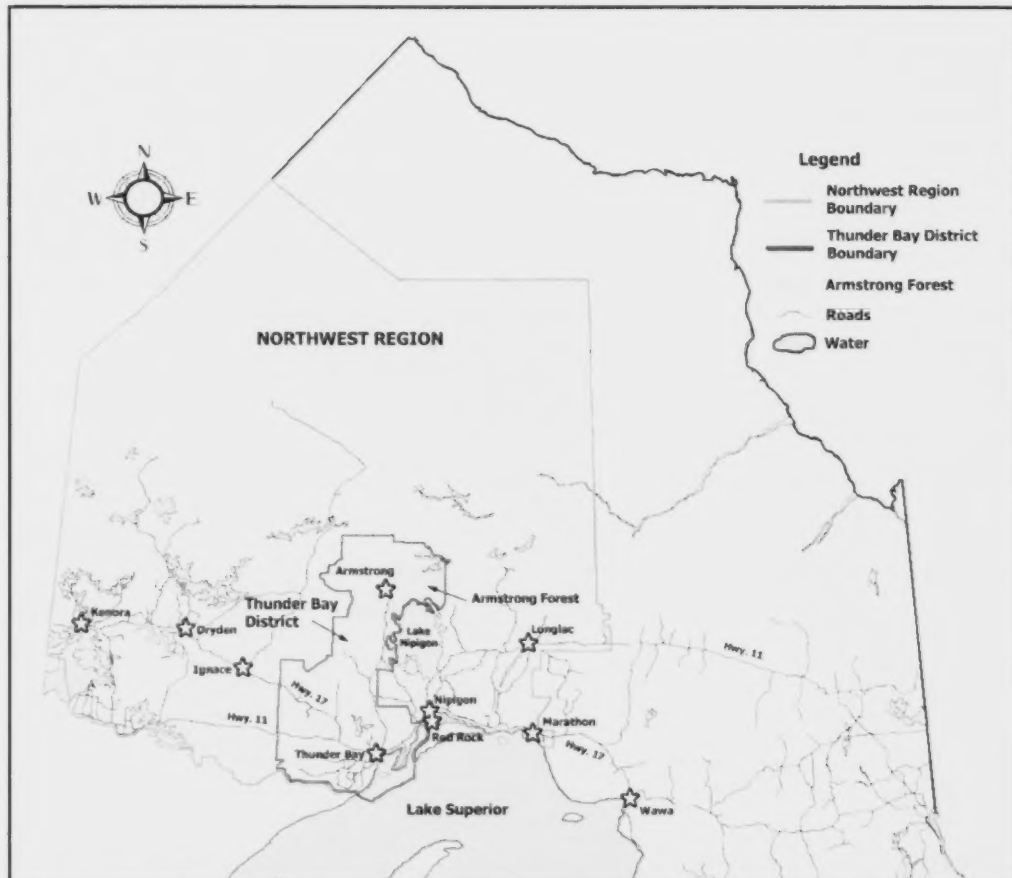 N
W E
S
Legend
Northwest Region
Boundary
Thunder Bay District
Boundary
Armstrong Forest
Roads
Water
NORTHWEST REGION
Armstrong
Armstrong Forest
Thunder Bay
District
Lake
Nipigon
Kenora
Dryden
Longlac
Hwy. 11
Ignace
Hwy. 17
Nipigon
Red Rock
Marathon
Hwy. 11
Hwy. 17
Thunder Bay
Lake Superior
Wawa